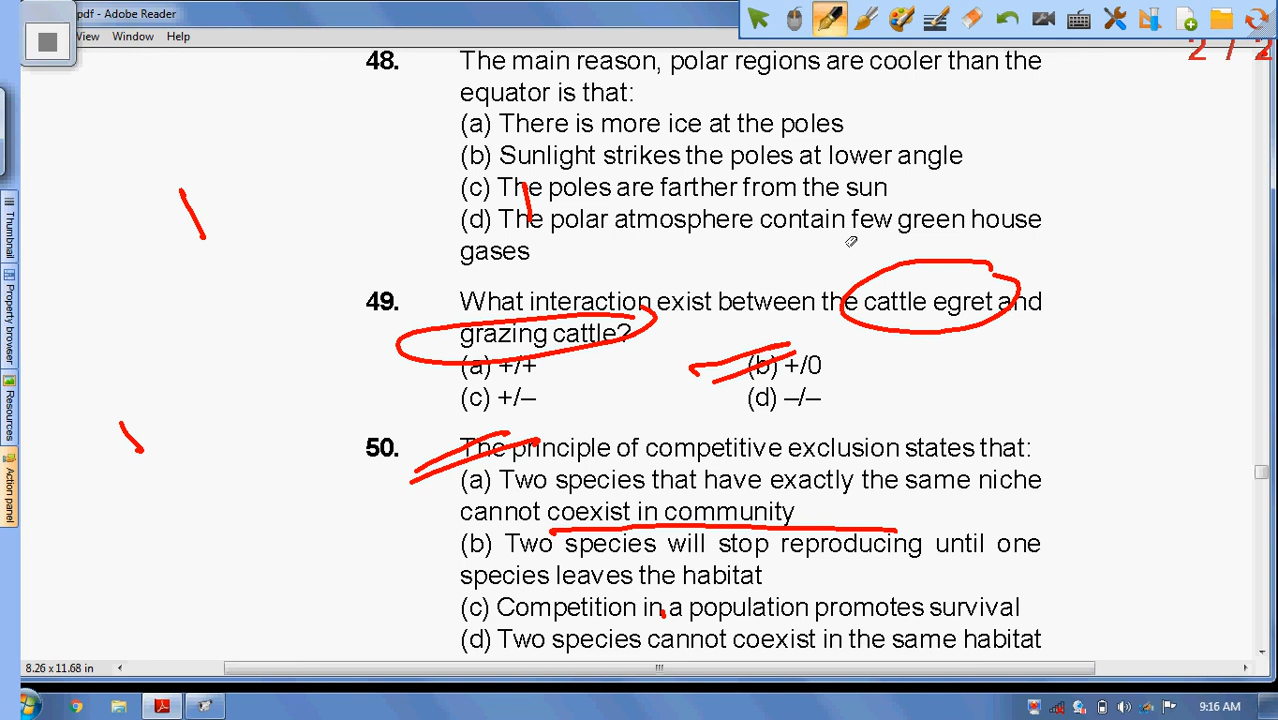 .pdf - Adobe Reader
View Window Help
2 7 2
48. The main reason, polar regions are cooler than the
equator is that:
(a) There is more ice at the poles
(b) Sunlight strikes the poles at lower angle
(c) The poles are farther from the sun
(d) The polar atmosphere contain few green house
gases
49. What interaction exist between the cattle egret and
grazing cattle?
(a) +/+ (b) +/0
(c) +/– (d) –/–
50. The principle of competitive exclusion states that:
(a) Two species that have exactly the same niche
cannot coexist in community
(b) Two species will stop reproducing until one
species leaves the habitat
(c) Competition in a population promotes survival
(d) Two species cannot coexist in the same habitat
Thumbnail
Property browser
Resources
Action panel
8.26 x 11.68 in
9:16 AM